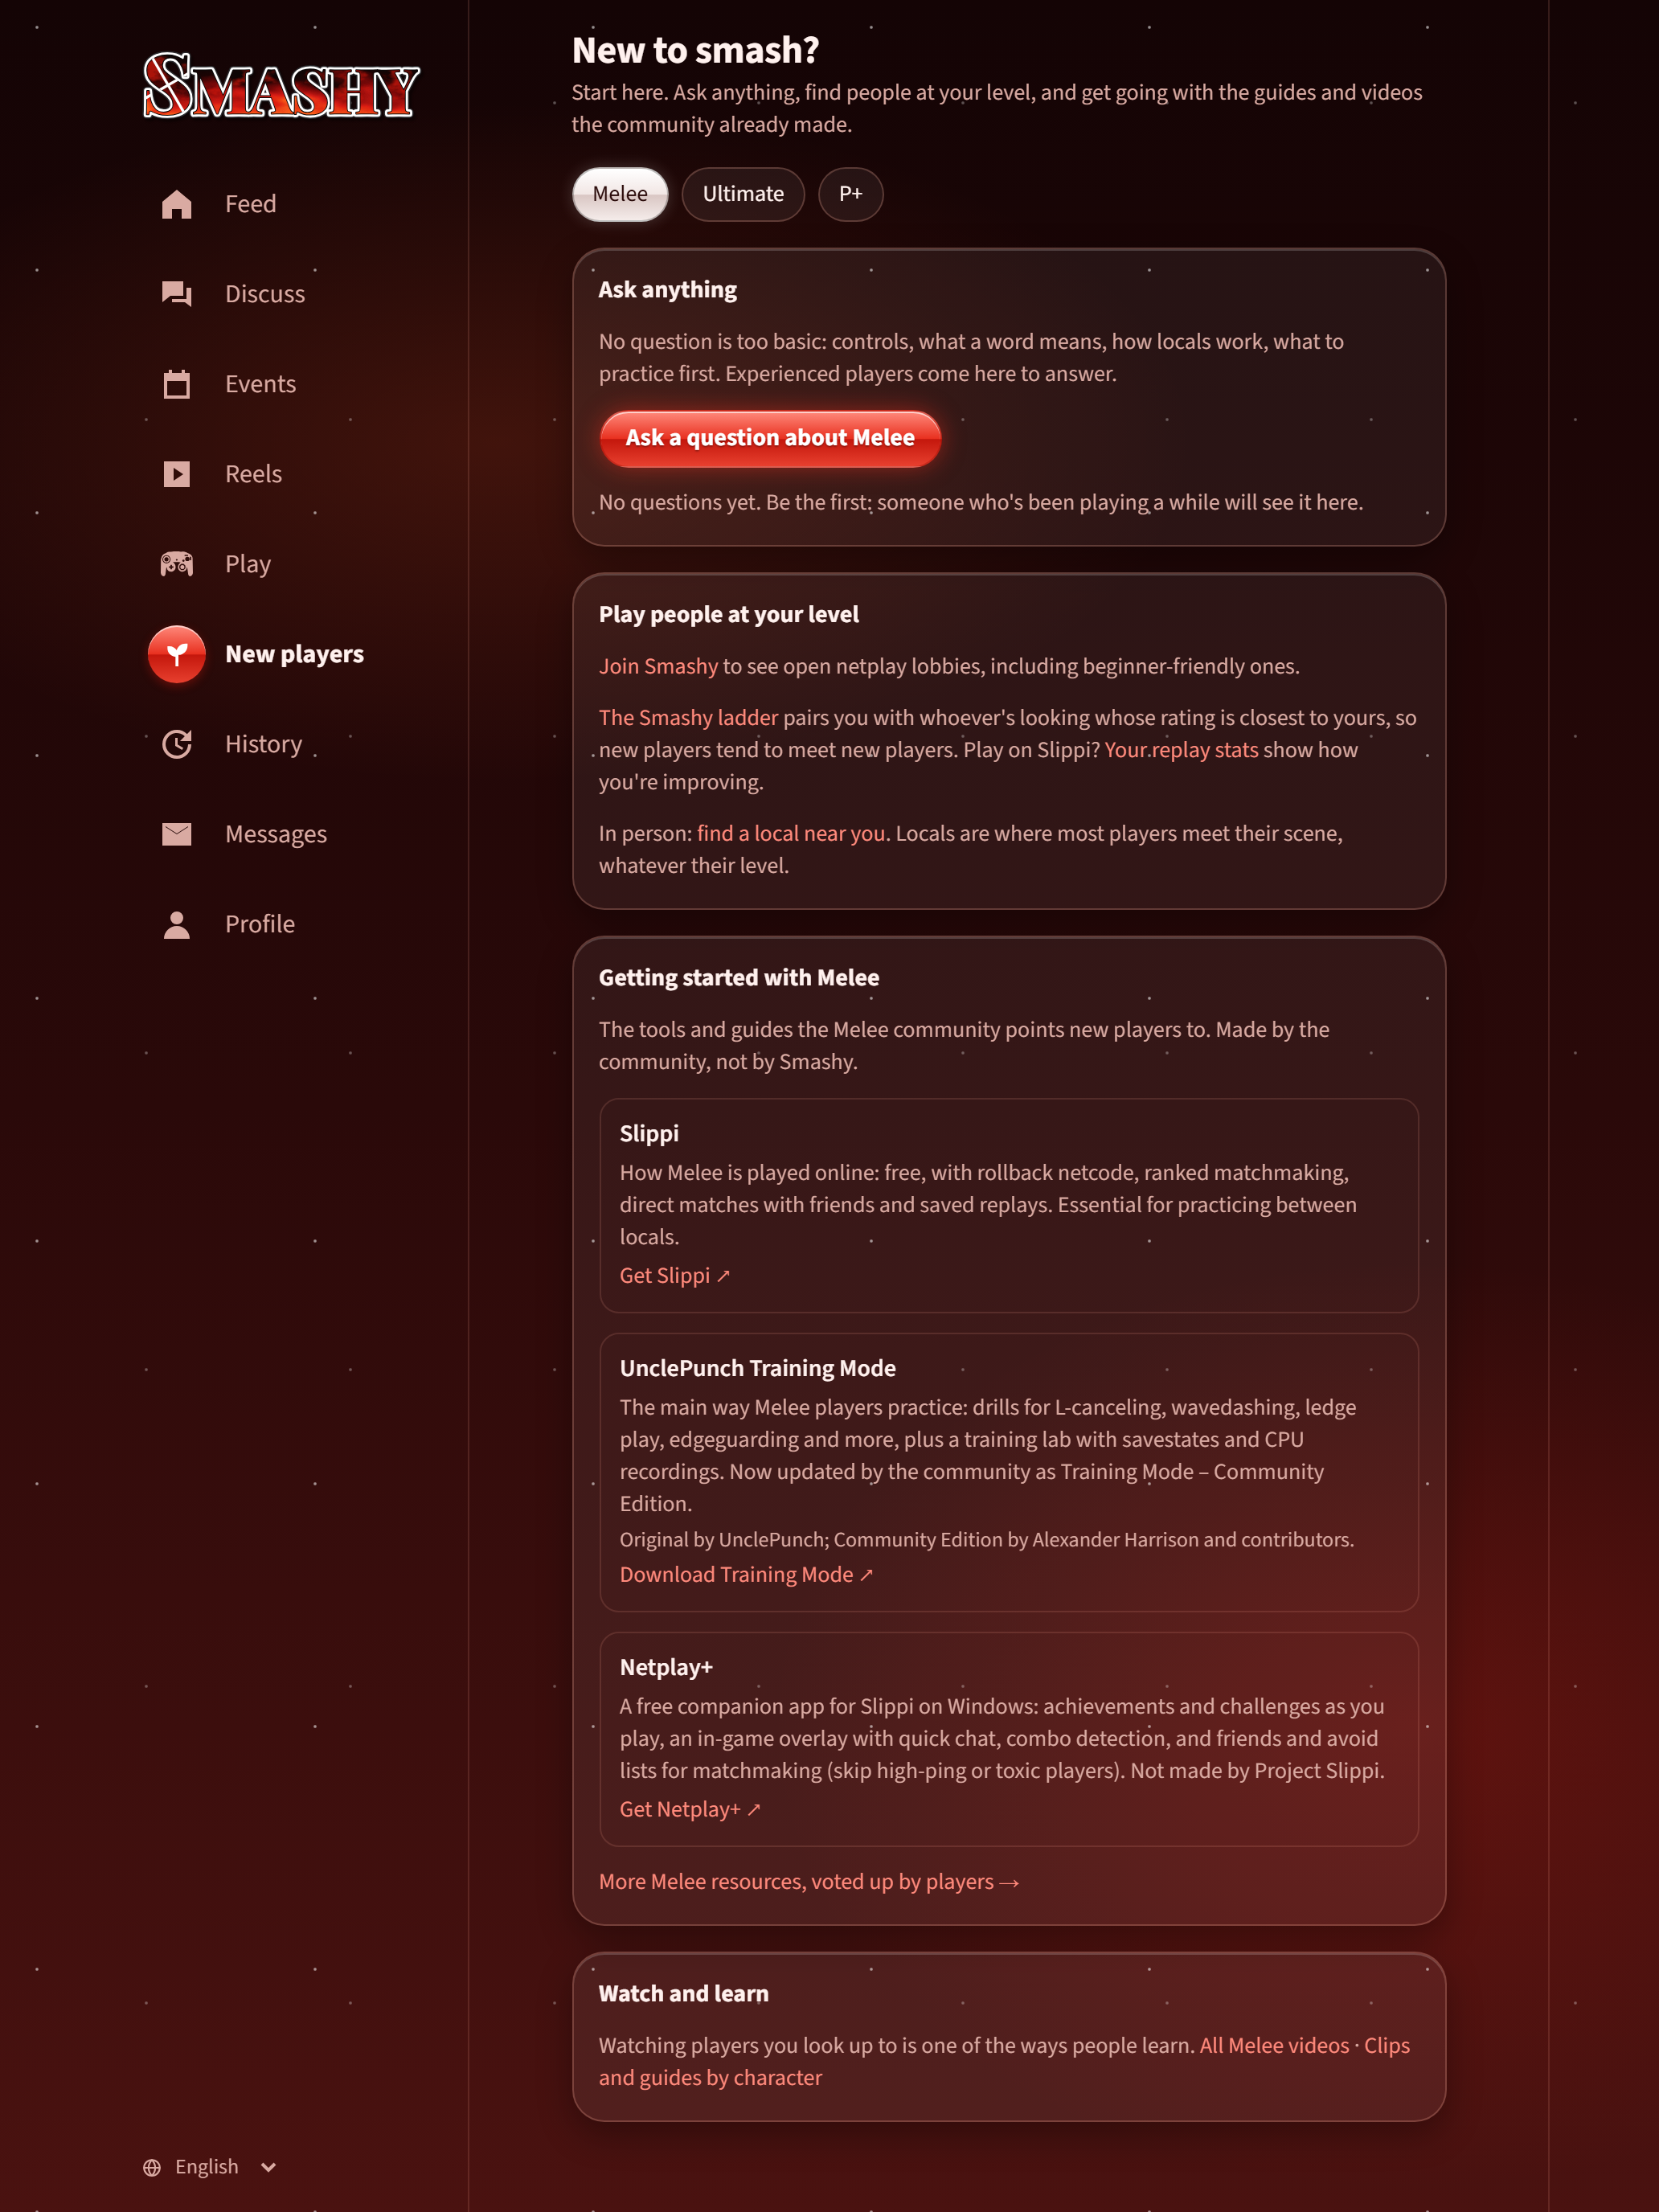 SMASHY
Feed
Discuss
Events
Reels
Play
New players
History
Messages
Profile
English
New to smash?
Start here. Ask anything, find people at your level, and get going with the guides and videos
the community already made.
Melee
Ultimate
P+
Ask anything
No question is too basic: controls, what a word means, how locals work, what to
practice first. Experienced players come here to answer.
Ask a question about Melee
No questions yet. Be the first: someone who's been playing a while will see it here.
Play people at your level
Join Smashy to see open netplay lobbies, including beginner-friendly ones.
The Smashy ladder pairs you with whoever's looking whose rating is closest to yours, so
new players tend to meet new players. Play on Slippi? Your replay stats show how
you're improving.
In person: find a local near you. Locals are where most players meet their scene,
whatever their level.
Getting started with Melee
The tools and guides the Melee community points new players to. Made by the
community, not by Smashy.
Slippi
How Melee is played online: free, with rollback netcode, ranked matchmaking,
direct matches with friends and saved replays. Essential for practicing between
locals.
Get Slippi ↗
UnclePunch Training Mode
The main way Melee players practice: drills for L-canceling, wavedashing, ledge
play, edgeguarding and more, plus a training lab with savestates and CPU
recordings. Now updated by the community as Training Mode – Community
Edition.
Original by UnclePunch; Community Edition by Alexander Harrison and contributors.
Download Training Mode ↗
Netplay+
A free companion app for Slippi on Windows: achievements and challenges as you
play, an in-game overlay with quick chat, combo detection, and friends and avoid
lists for matchmaking (skip high-ping or toxic players). Not made by Project Slippi.
Get Netplay+ ↗
More Melee resources, voted up by players →
Watch and learn
Watching players you look up to is one of the ways people learn. All Melee videos · Clips
and guides by character